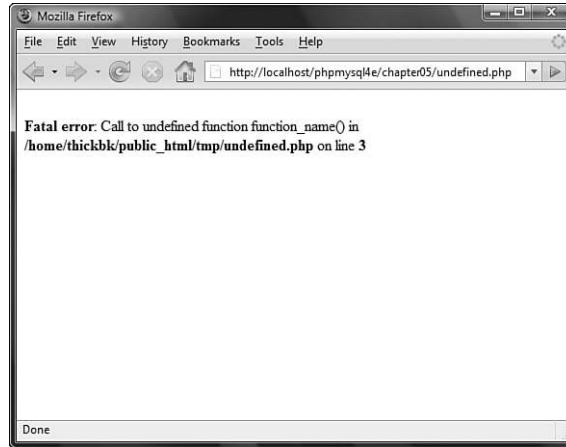 Mozilla Firefox
File Edit View History Bookmarks Tools Help
http://localhost/phpmysql4e/chapter05/undefined.php
Fatal error: Call to undefined function function_name() in
/home/thickbk/public_html/tmp/undefined.php on line 3
Done